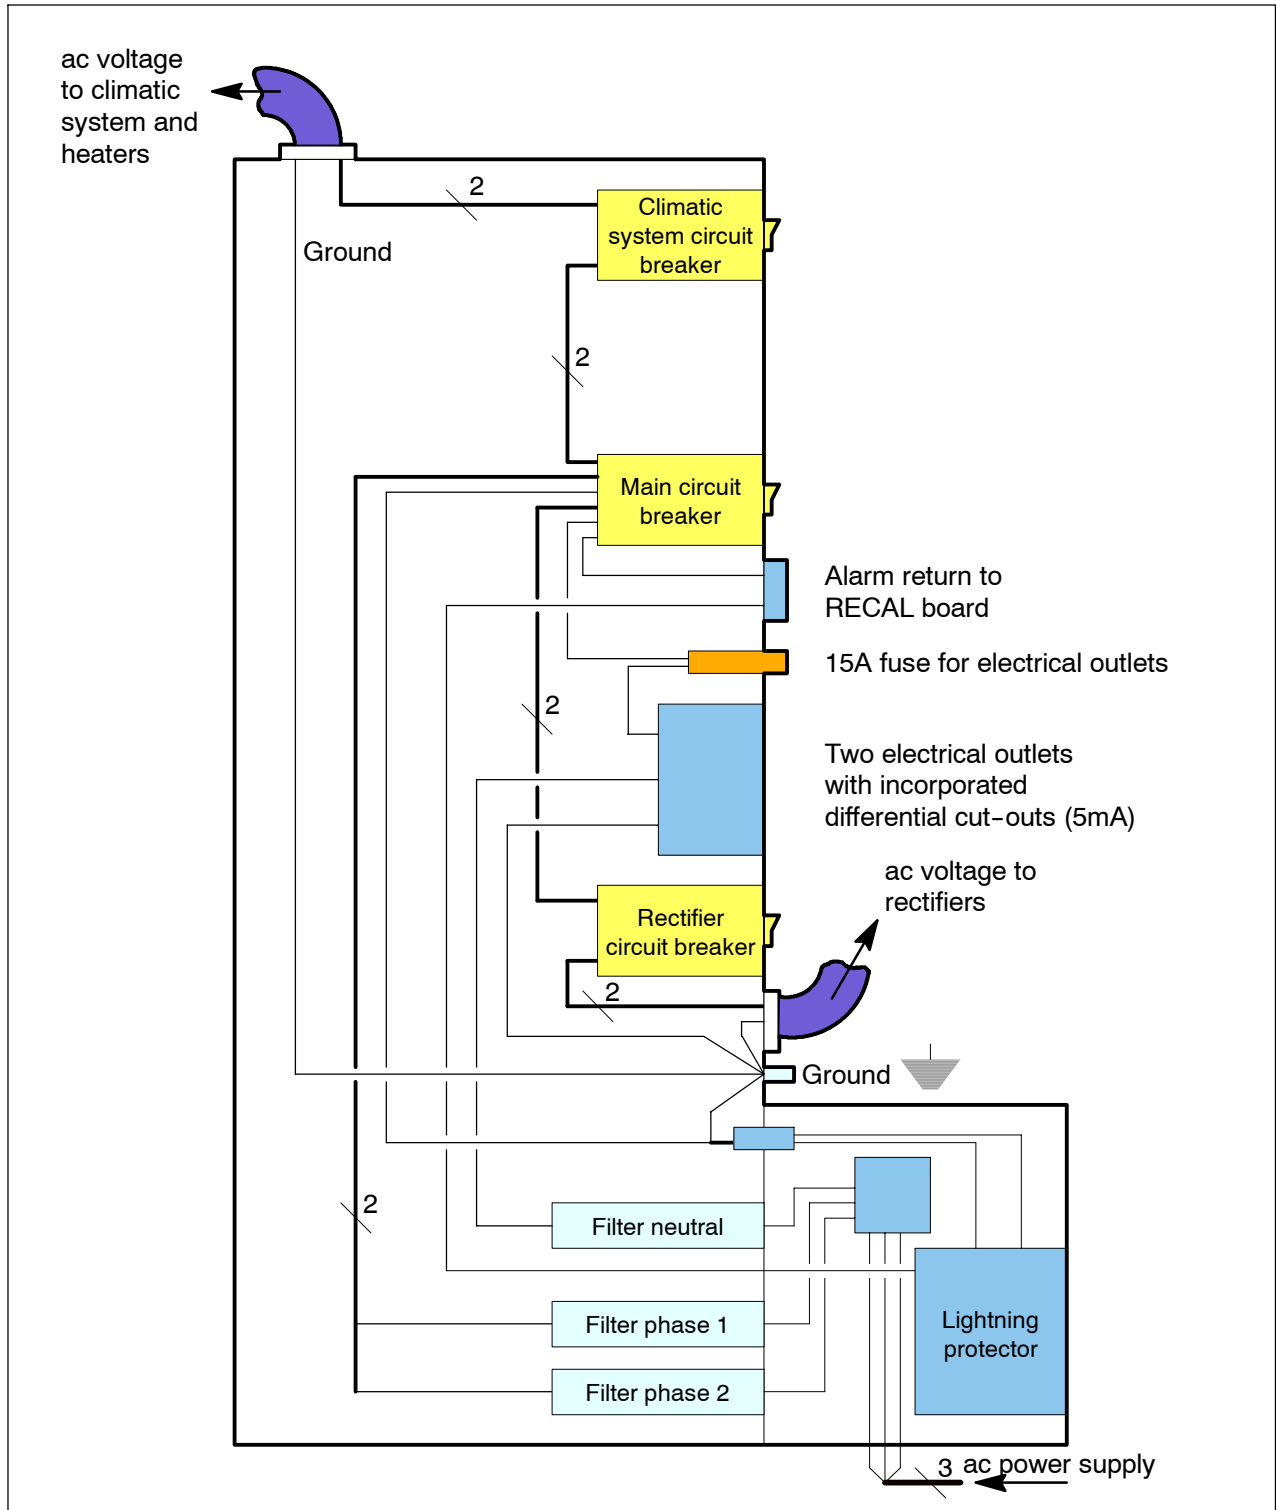 ac voltage
to climatic
system and
heaters
2
Climatic
system circuit
breaker
Ground
2
Main circuit
breaker
Alarm return to
RECAL board
15A fuse for electrical outlets
2
Two electrical outlets
with incorporated
differential cut-outs (5mA)
ac voltage to
rectifiers
Rectifier
circuit breaker
2
Ground
2
Filter neutral
Filter phase 1
Lightning
protector
Filter phase 2
3 ac power supply